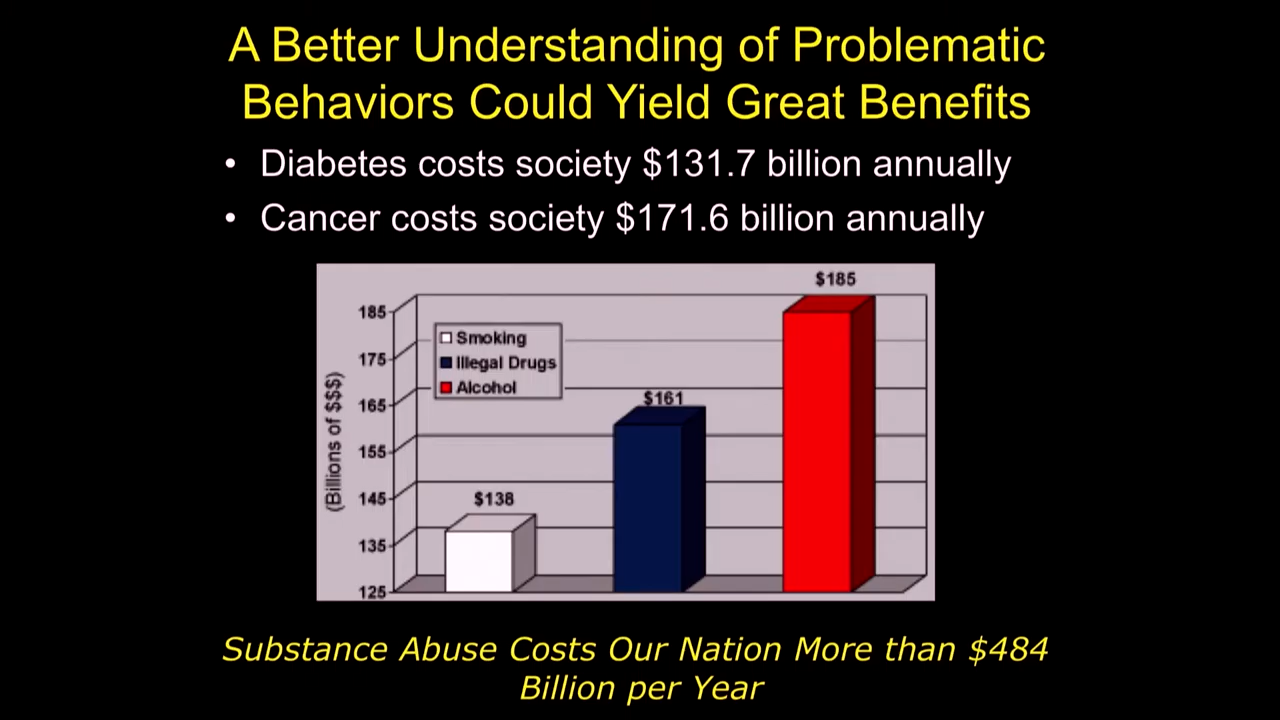 A Better Understanding of Problematic
Behaviors Could Yield Great Benefits
• Diabetes costs society $131.7 billion annually
• Cancer costs society $171.6 billion annually
$185
185
Smoking
175
Illegal Drugs
Alcohol
165
$161
(Billions of $$$)
155
145
$138
135
125
Substance Abuse Costs Our Nation More than $484
Billion per Year